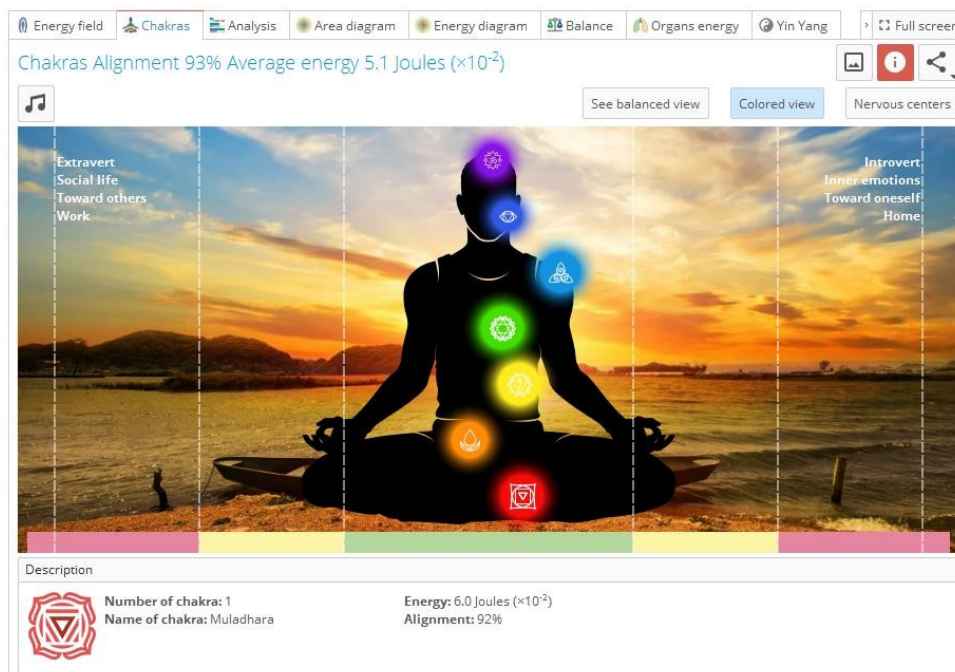 Energy field Chakras Analysis Area diagram Energy diagram Balance Organs energy Yin Yang Full screen
Chakras Alignment 93% Average energy 5.1 Joules (×10⁻²)
See balanced view Colored view Nervous centers
Extravert
Social life
Toward others
Work
Introvert
Inner emotions
Toward oneself
Home
Description
Number of chakra: 1
Name of chakra: Muladhara
Energy: 6.0 Joules (×10⁻²)
Alignment: 92%